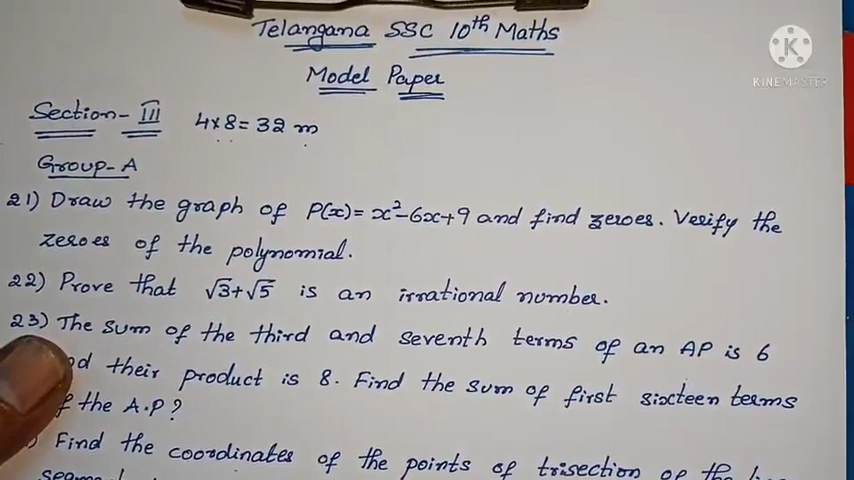 Telangana SSC 10th Maths
Model Paper
K
KINEMASTER
Section-III 4x8=32 m
Group-A
21) Draw the graph of P(x)=x²-6x+9 and find zeroes. Verify the
zeroes of the polynomial.
22) Prove that √3+√5 is an irrational number.
23) The sum of the third and seventh terms of an AP is 6
their product is 8. Find the sum of first sixteen terms
the A.P?
Find the coordinates of the points of trisection of the